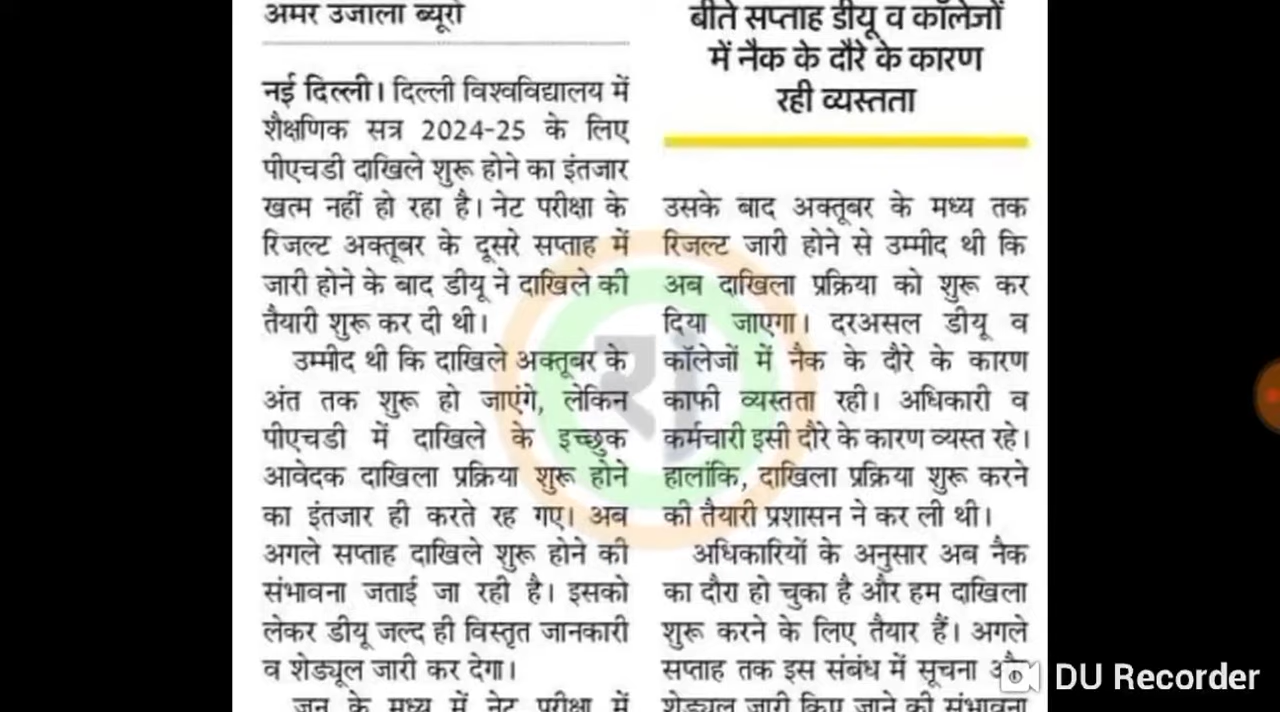 अमर उजाला ब्यूरो
नई दिल्ली। दिल्ली विश्वविद्यालय में
शैक्षणिक सत्र 2024-25 के लिए
पीएचडी दाखिले शुरू होने का इंतजार
खत्म नहीं हो रहा है। नेट परीक्षा के
रिजल्ट अक्तूबर के दूसरे सप्ताह में
जारी होने के बाद डीयू ने दाखिले की
तैयारी शुरू कर दी थी।
उम्मीद थी कि दाखिले अक्तूबर के
अंत तक शुरू हो जाएंगे, लेकिन
पीएचडी में दाखिले के इच्छुक
आवेदक दाखिला प्रक्रिया शुरू होने
का इंतजार ही करते रह गए। अब
अगले सप्ताह दाखिले शुरू होने की
संभावना जताई जा रही है। इसको
लेकर डीयू जल्द ही विस्तृत जानकारी
व शेड्यूल जारी कर देगा।
जून के मध्य में नेट परीक्षा में
बीते सप्ताह डीयू व कॉलेजों
में नैक के दौरे के कारण
रही व्यस्तता
उसके बाद अक्तूबर के मध्य तक
रिजल्ट जारी होने से उम्मीद थी कि
अब दाखिला प्रक्रिया को शुरू कर
दिया जाएगा। दरअसल डीयू व
कॉलेजों में नैक के दौरे के कारण
काफी व्यस्तता रही। अधिकारी व
कर्मचारी इसी दौरे के कारण व्यस्त रहे।
हालांकि, दाखिला प्रक्रिया शुरू करने
की तैयारी प्रशासन ने कर ली थी।
अधिकारियों के अनुसार अब नैक
का दौरा हो चुका है और हम दाखिला
शुरू करने के लिए तैयार हैं। अगले
सप्ताह तक इस संबंध में सूचना और
शेड्यूल जारी किए जाने की संभावना
रा
DU Recorder